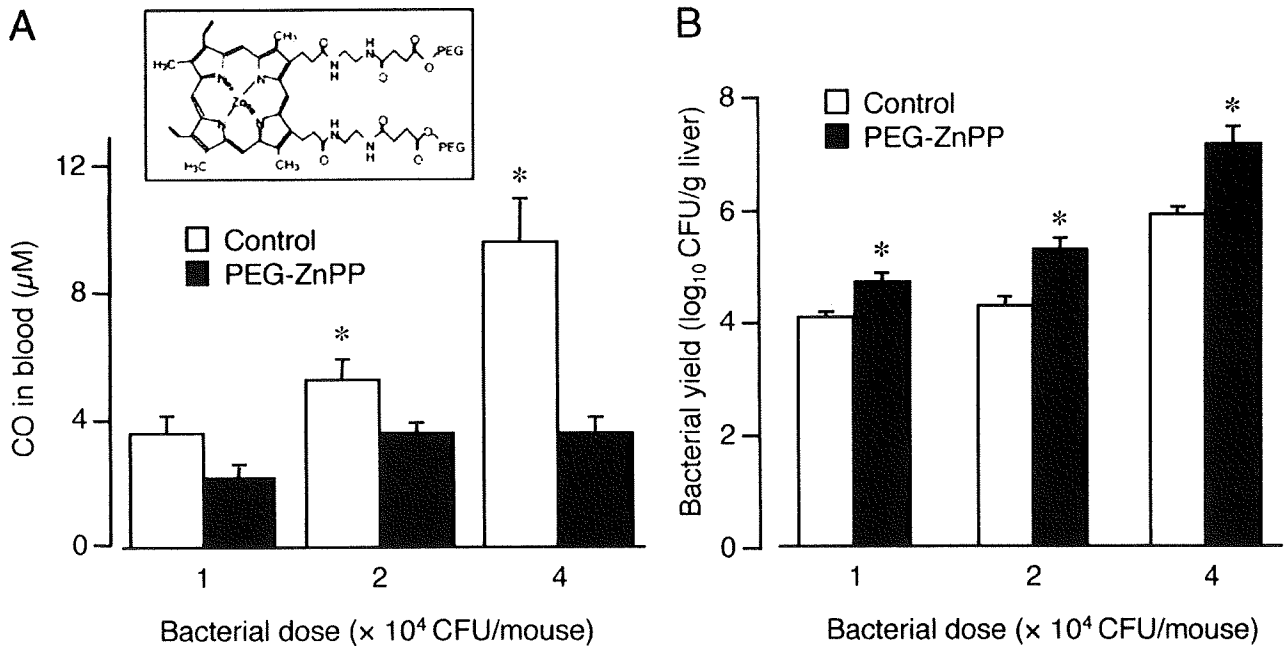 A
CH₃
H₃C
N
N
Zn
N
N
H₃C
CH₃
O
N
H
H
N
O
O
O
PEG
O
N
H
H
N
O
O
O
PEG
12
8
4
0
CO in blood (µM)
Control
PEG-ZnPP
*
*
1
2
4
Bacterial dose (× 10⁴ CFU/mouse)
B
8
6
4
2
0
Bacterial yield (log₁₀ CFU/g liver)
Control
PEG-ZnPP
*
*
*
1
2
4
Bacterial dose (× 10⁴ CFU/mouse)